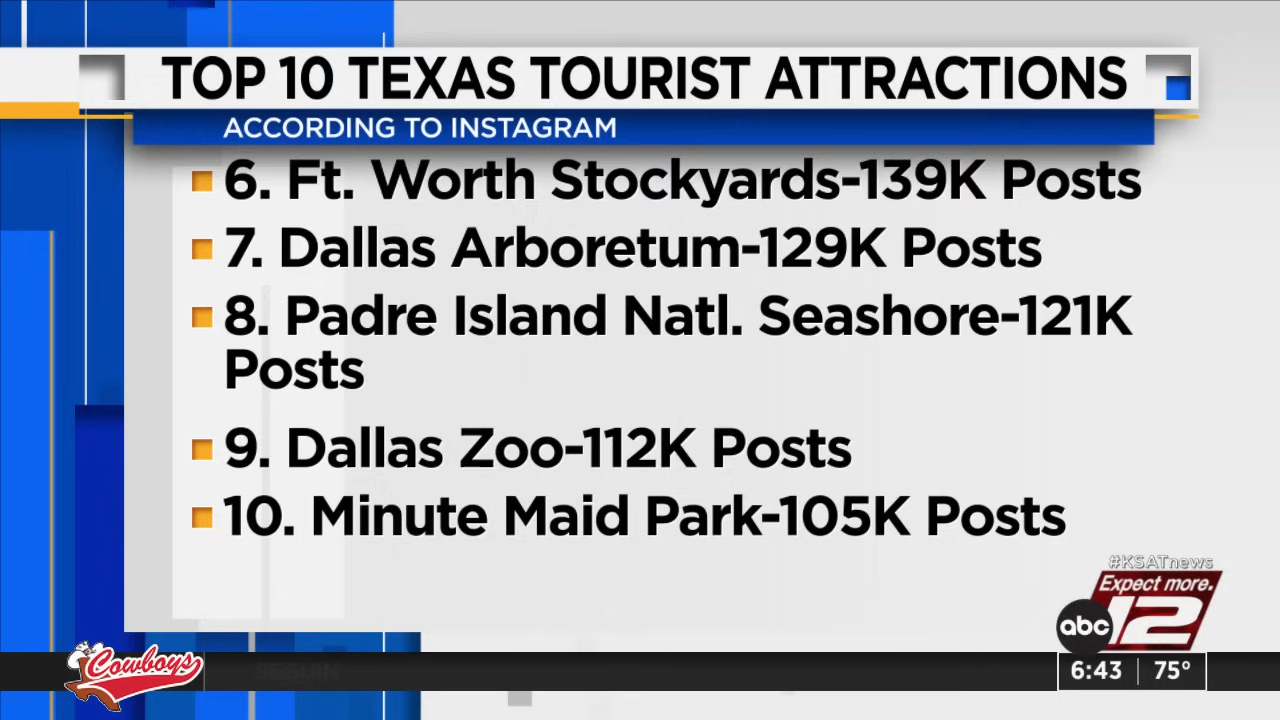 TOP 10 TEXAS TOURIST ATTRACTIONS
ACCORDING TO INSTAGRAM
6. Ft. Worth Stockyards-139K Posts
7. Dallas Arboretum-129K Posts
8. Padre Island Natl. Seashore-121K
Posts
9. Dallas Zoo-112K Posts
10. Minute Maid Park-105K Posts
#KSATnews
Expect more.
abc 12
Cowboys
SEGUIN
6:43 75°